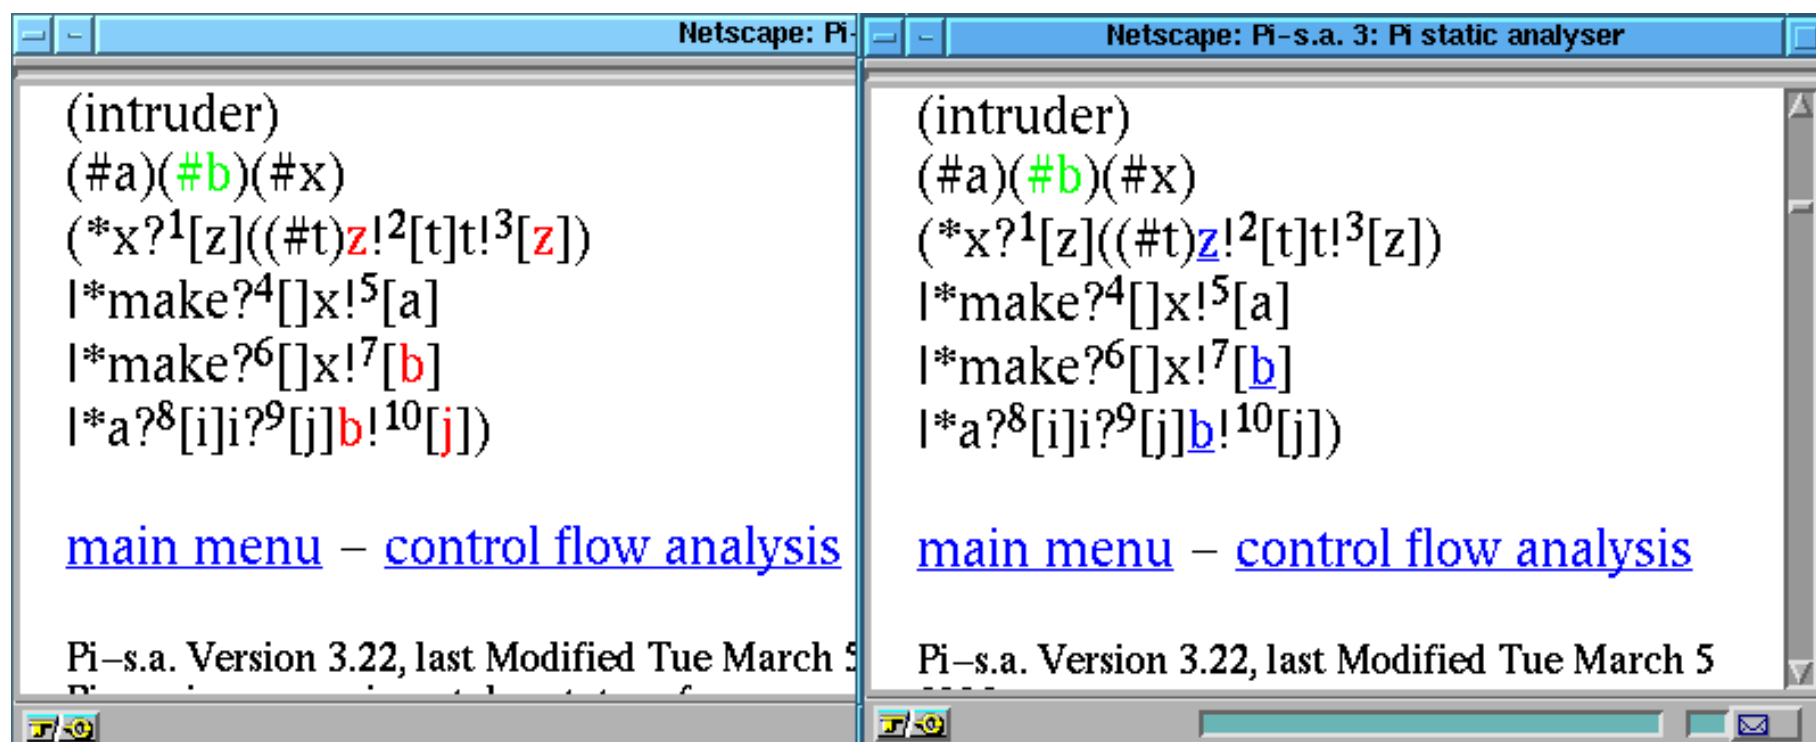 Netscape: Pi-
(intruder)
(#a)(#b)(#x)
(*x?1[z]((#t)z!2[t]t!3[z])
|*make?4[]x!5[a]
|*make?6[]x!7[b]
|*a?8[i]i?9[j]b!10[j])
main menu – control flow analysis
Pi–s.a. Version 3.22, last Modified Tue March 5
Netscape: Pi–s.a. 3: Pi static analyser
(intruder)
(#a)(#b)(#x)
(*x?1[z]((#t)z!2[t]t!3[z])
|*make?4[]x!5[a]
|*make?6[]x!7[b]
|*a?8[i]i?9[j]b!10[j])
main menu – control flow analysis
Pi–s.a. Version 3.22, last Modified Tue March 5